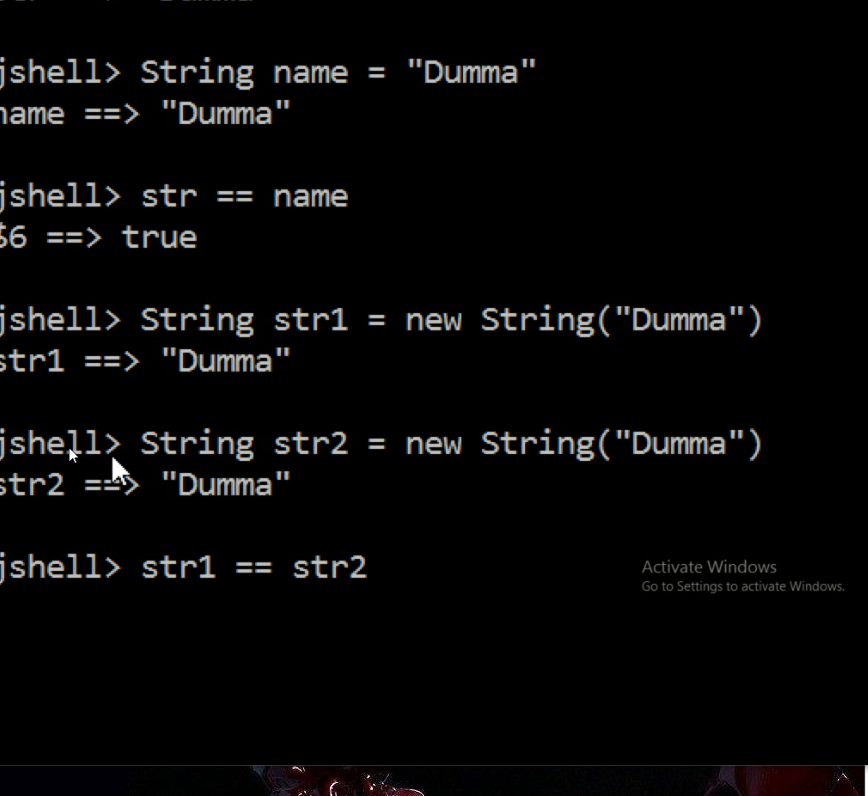 jshell> String name = "Dumma"
name ==> "Dumma"
jshell> str == name
$6 ==> true
jshell> String str1 = new String("Dumma")
str1 ==> "Dumma"
jshell> String str2 = new String("Dumma")
str2 ==> "Dumma"
jshell> str1 == str2
Activate Windows
Go to Settings to activate Windows.